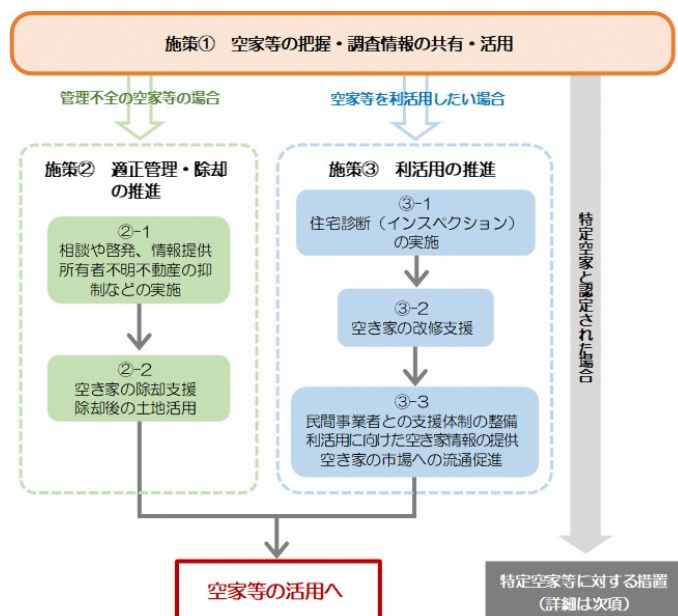 施策① 空家等の把握・調査情報の共有・活用
管理不全の空家等の場合
空家等を利活用したい場合
施策② 適正管理・除却
の推進
②-1
相談や啓発、情報提供
所有者不明不動産の抑
制などの実施
②-2
空き家の除却支援
除却後の土地活用
施策③ 利活用の推進
③-1
住宅診断（インスペクション）
の実施
③-2
空き家の改修支援
③-3
民間事業者との支援体制の整備
利活用に向けた空き家情報の提供
空き家の市場への流通促進
特定空家と認定された場合
空家等の活用へ
特定空家等に対する措置
（詳細は次項）